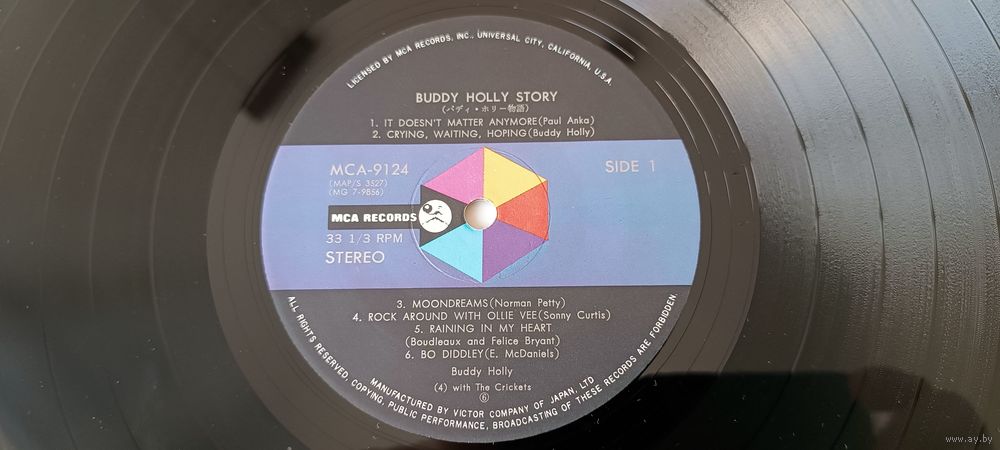 LICENSED BY MCA RECORDS, INC., UNIVERSAL CITY, CALIFORNIA, U.S.A.
BUDDY HOLLY STORY
(バディ・ホリー物語)
1. IT DOESN'T MATTER ANYMORE(Paul Anka)
2. CRYING, WAITING, HOPING(Buddy Holly)
MCA-9124
SIDE 1
(MAP/S 3527)
(MG 7-9856)
MCA RECORDS
33 1/3 RPM
STEREO
3. MOONDREAMS(Norman Petty)
4. ROCK AROUND WITH OLLIE VEE(Sonny Curtis)
5. RAINING IN MY HEART
(Boudleaux and Felice Bryant)
6. BO DIDDLEY(E. McDaniels)
Buddy Holly
(4) with The Crickets
⑥
MANUFACTURED BY VICTOR COMPANY OF JAPAN, LTD
ALL RIGHTS RESERVED, COPYING, PUBLIC PERFORMANCE, BROADCASTING OF THESE RECORDS ARE FORBIDDEN.
www.ay.by